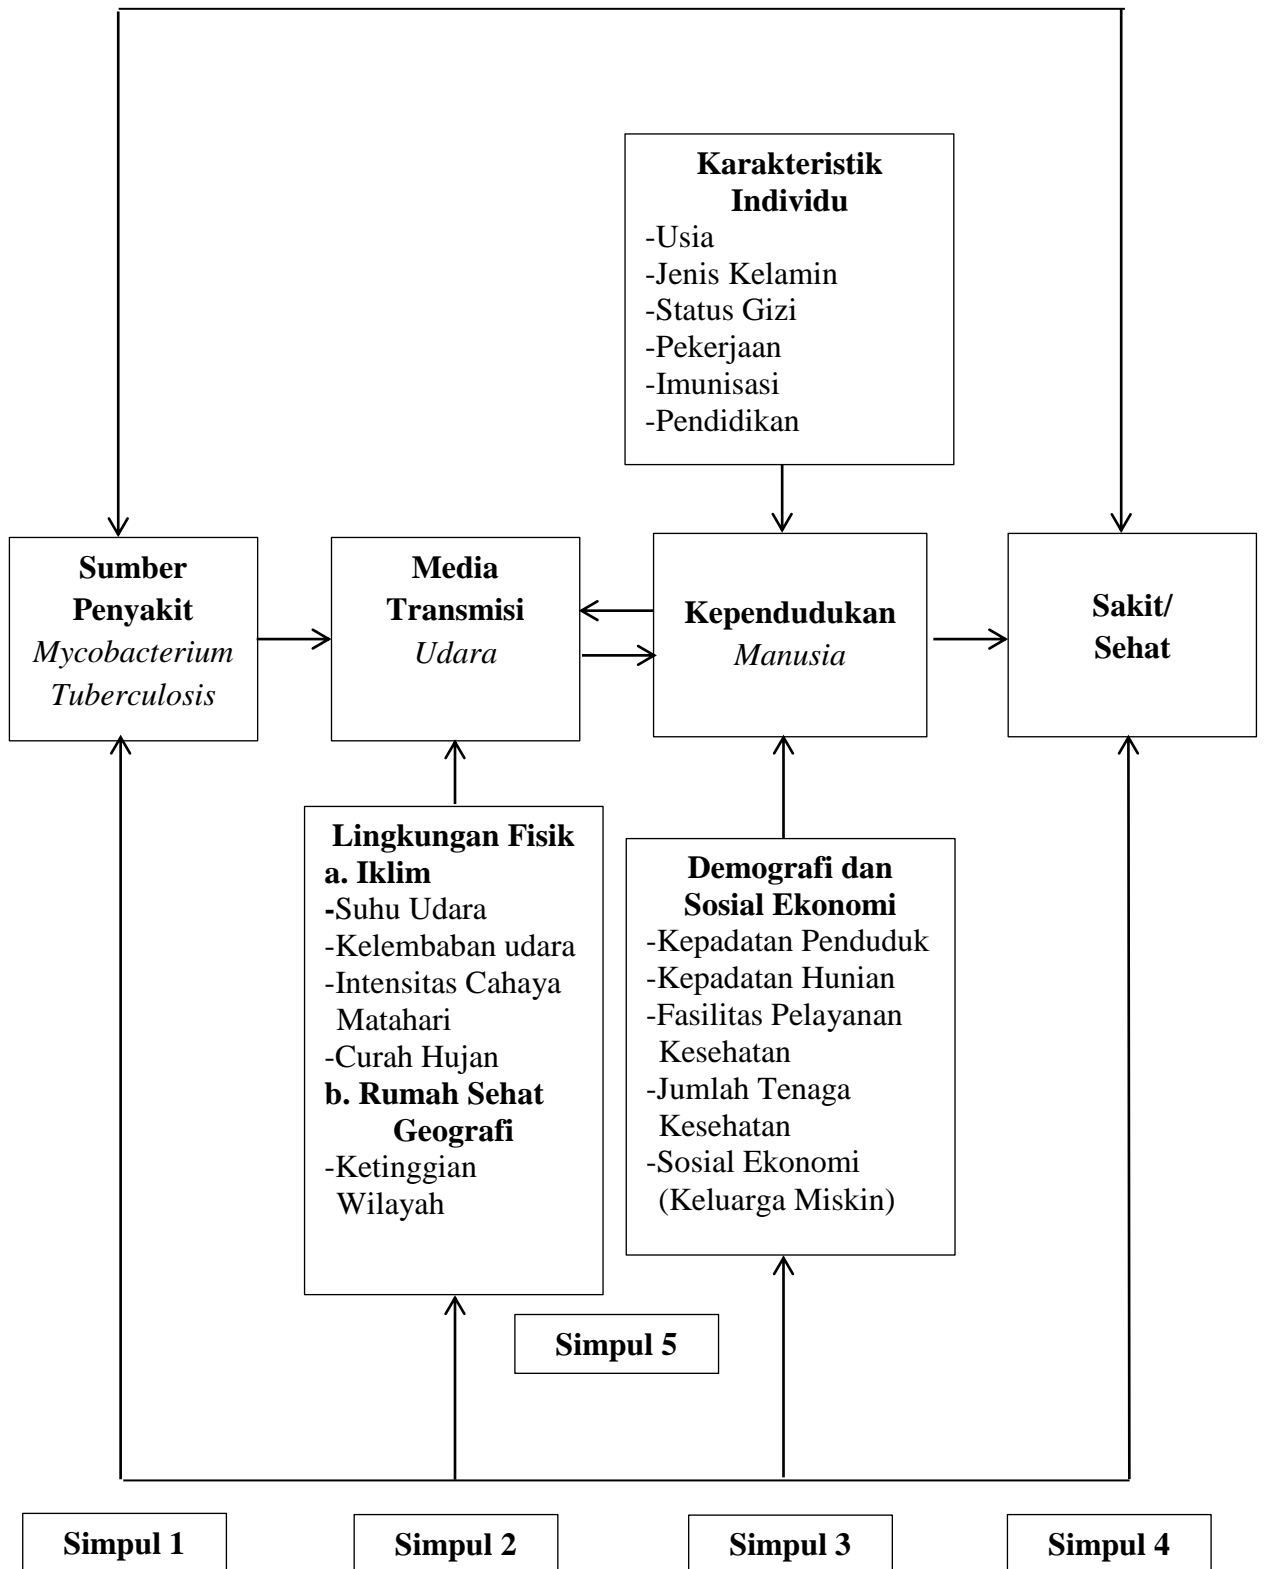 Karakteristik
Individu
-Usia
-Jenis Kelamin
-Status Gizi
-Pekerjaan
-Imunisasi
-Pendidikan
Sumber
Penyakit
Mycobacterium
Tuberculosis
Media
Transmisi
Udara
Kependudukan
Manusia
Sakit/
Sehat
Lingkungan Fisik
a. Iklim
-Suhu Udara
-Kelembaban udara
-Intensitas Cahaya
Matahari
-Curah Hujan
b. Rumah Sehat
Geografi
-Ketinggian
Wilayah
Demografi dan
Sosial Ekonomi
-Kepadatan Penduduk
-Kepadatan Hunian
-Fasilitas Pelayanan
Kesehatan
-Jumlah Tenaga
Kesehatan
-Sosial Ekonomi
(Keluarga Miskin)
Simpul 5
Simpul 1
Simpul 2
Simpul 3
Simpul 4